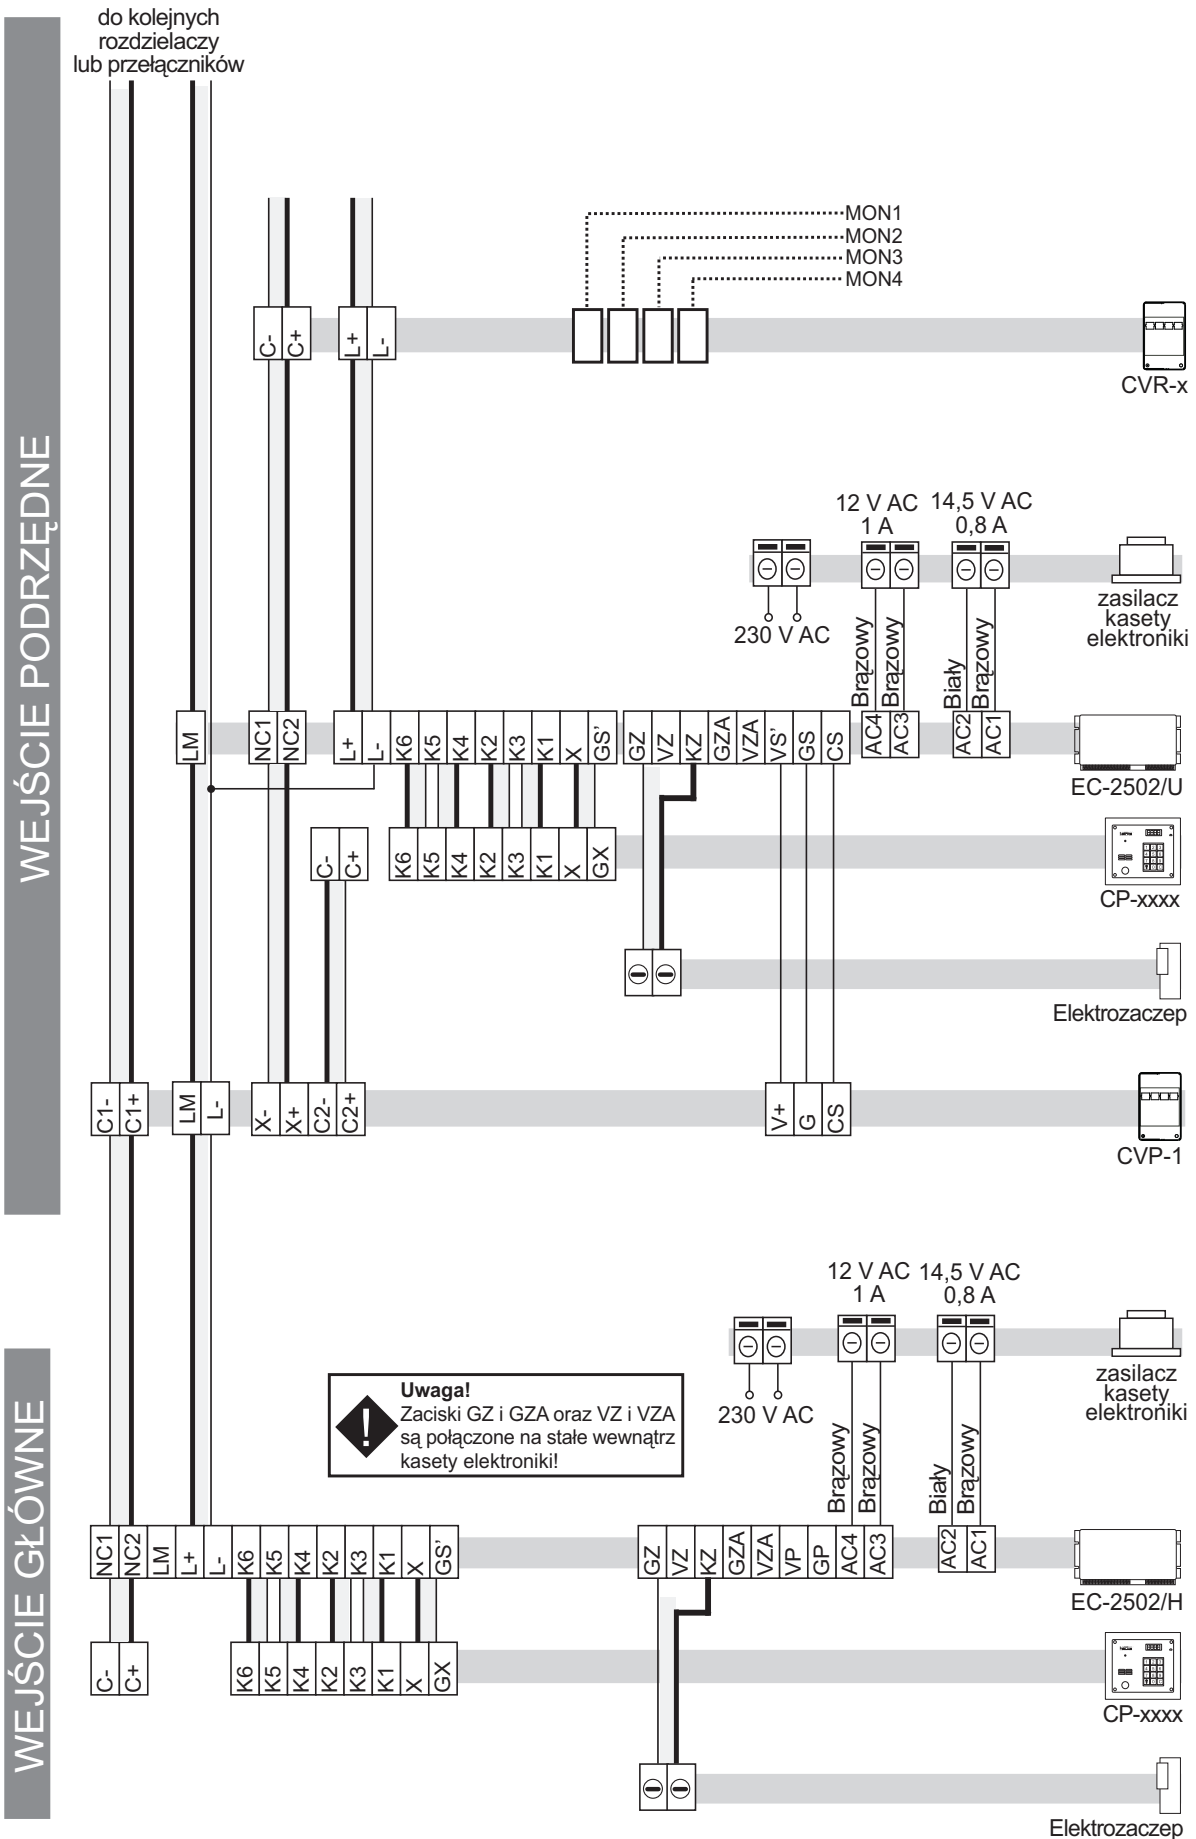 do kolejnych
rozdzielaczy
lub przełączników
MON1
MON2
MON3
MON4
C-
C+
L+
L-
CVR-x
WEJŚCIE PODRZĘDNE
12 V AC
1 A
14,5 V AC
0,8 A
230 V AC
zasilacz
kasety
elektroniki
Brązowy
Brązowy
Biały
Brązowy
LM
NC1
NC2
L+
L-
K6
K5
K4
K2
K3
K1
X
GS'
GZ
VZ
KZ
GZA
VZA
VS'
GS
CS
AC4
AC3
AC2
AC1
EC-2502/U
C-
C+
K6
K5
K4
K2
K3
K1
X
GX
CP-xxxx
Elektrozaczep
C1-
C1+
LM
L-
X-
X+
C2-
C2+
V+
G
CS
CVP-1
WEJŚCIE GŁÓWNE
12 V AC
1 A
14,5 V AC
0,8 A
230 V AC
zasilacz
kasety
elektroniki
!
Uwaga!
Zaciski GZ i GZA oraz VZ i VZA
są połączone na stałe wewnątrz
kasety elektroniki!
Brązowy
Brązowy
Biały
Brązowy
NC1
NC2
LM
L+
L-
K6
K5
K4
K2
K3
K1
X
GS'
GZ
VZ
KZ
GZA
VZA
VP
GP
AC4
AC3
AC2
AC1
EC-2502/H
C-
C+
K6
K5
K4
K2
K3
K1
X
GX
CP-xxxx
Elektrozaczep